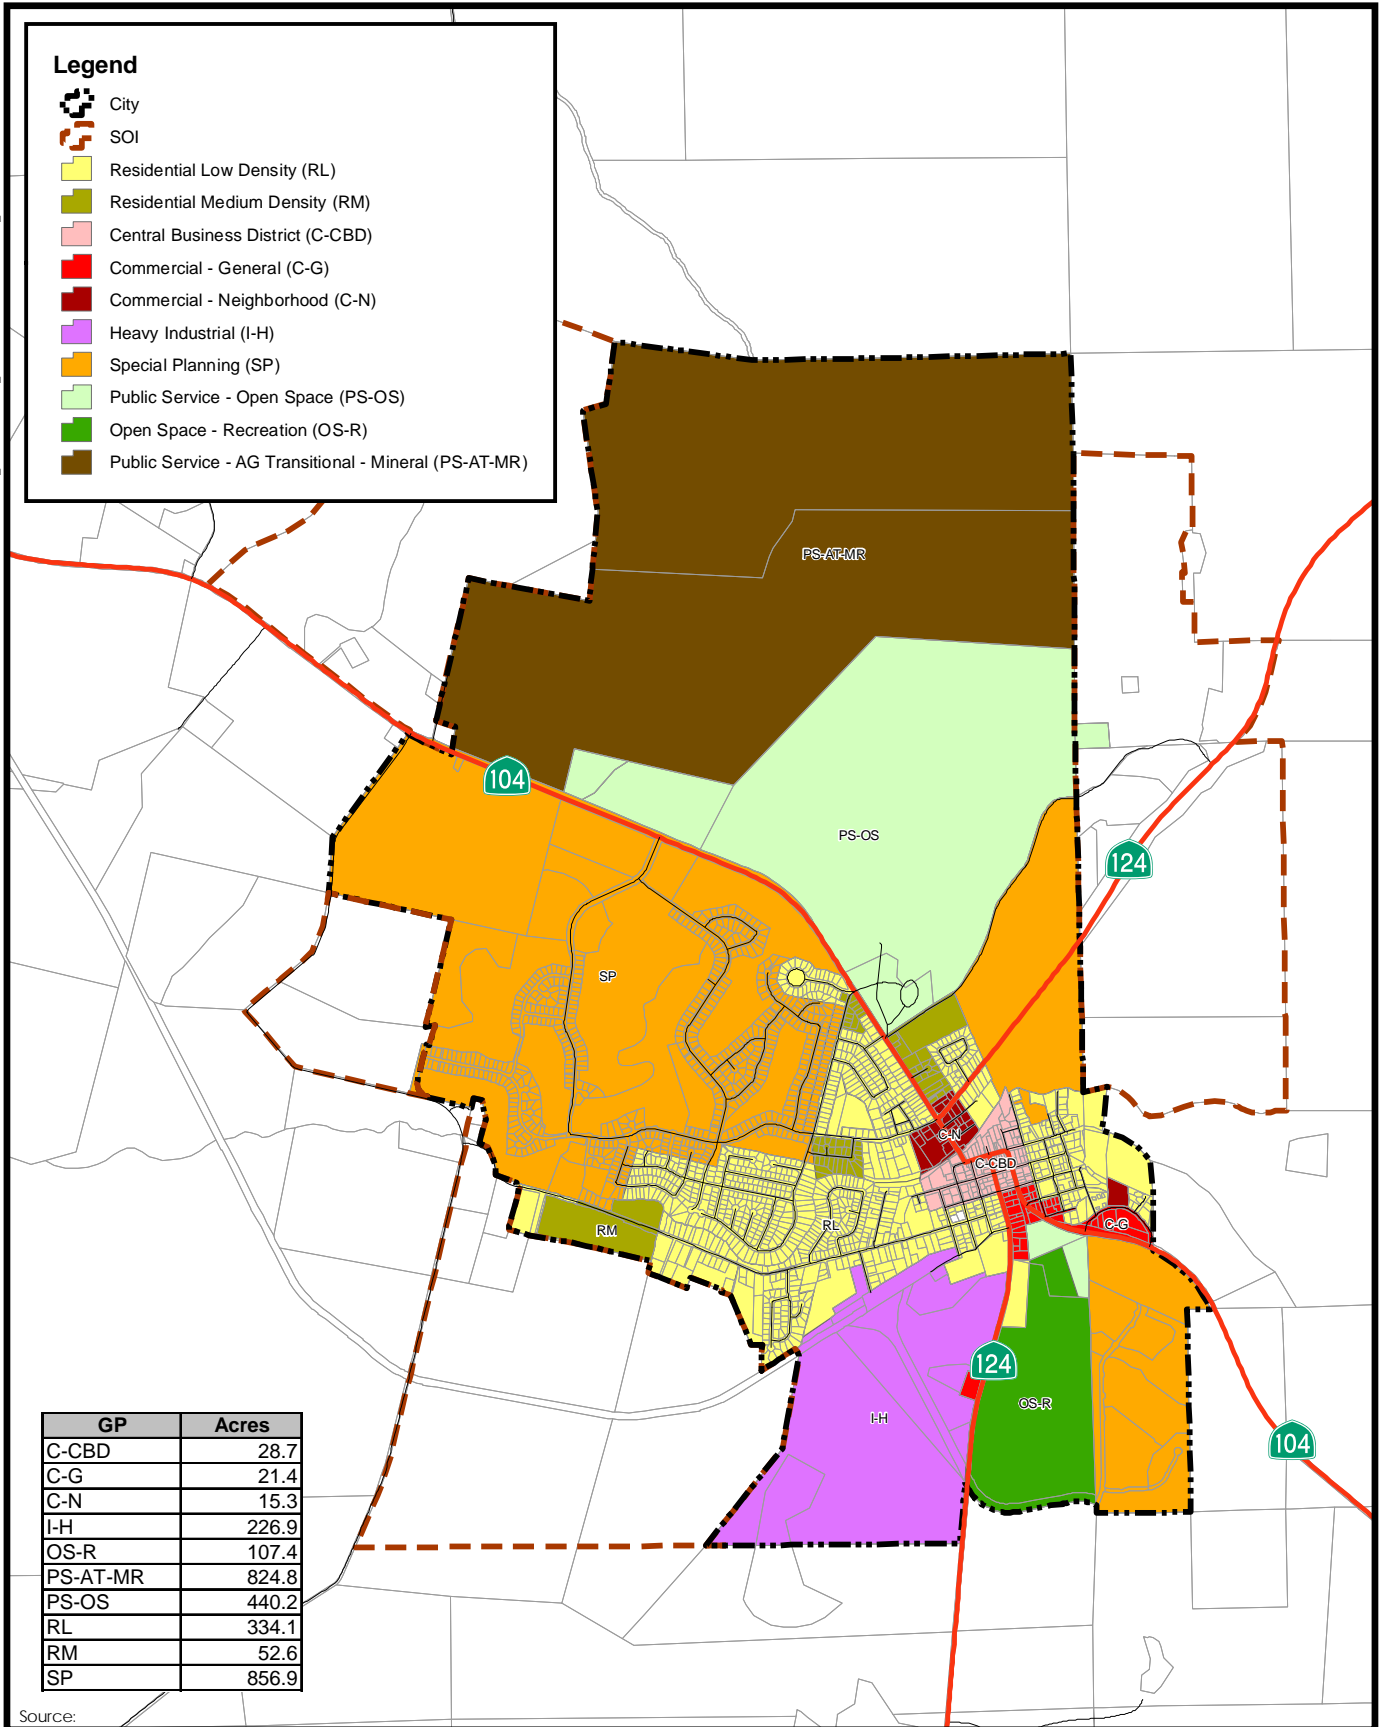 Legend
City
SOI
Residential Low Density (RL)
Residential Medium Density (RM)
Central Business District (C-CBD)
Commercial - General (C-G)
Commercial - Neighborhood (C-N)
Heavy Industrial (I-H)
Special Planning (SP)
Public Service - Open Space (PS-OS)
Open Space - Recreation (OS-R)
Public Service - AG Transitional - Mineral (PS-AT-MR)
PS-AT-MR
104
PS-OS
124
SP
C-N
C-CBD
RM
RL
C-G
124
OS-R
I-H
104
GP Acres
C-CBD 28.7
C-G 21.4
C-N 15.3
I-H 226.9
OS-R 107.4
PS-AT-MR 824.8
PS-OS 440.2
RL 334.1
RM 52.6
SP 856.9
Source: